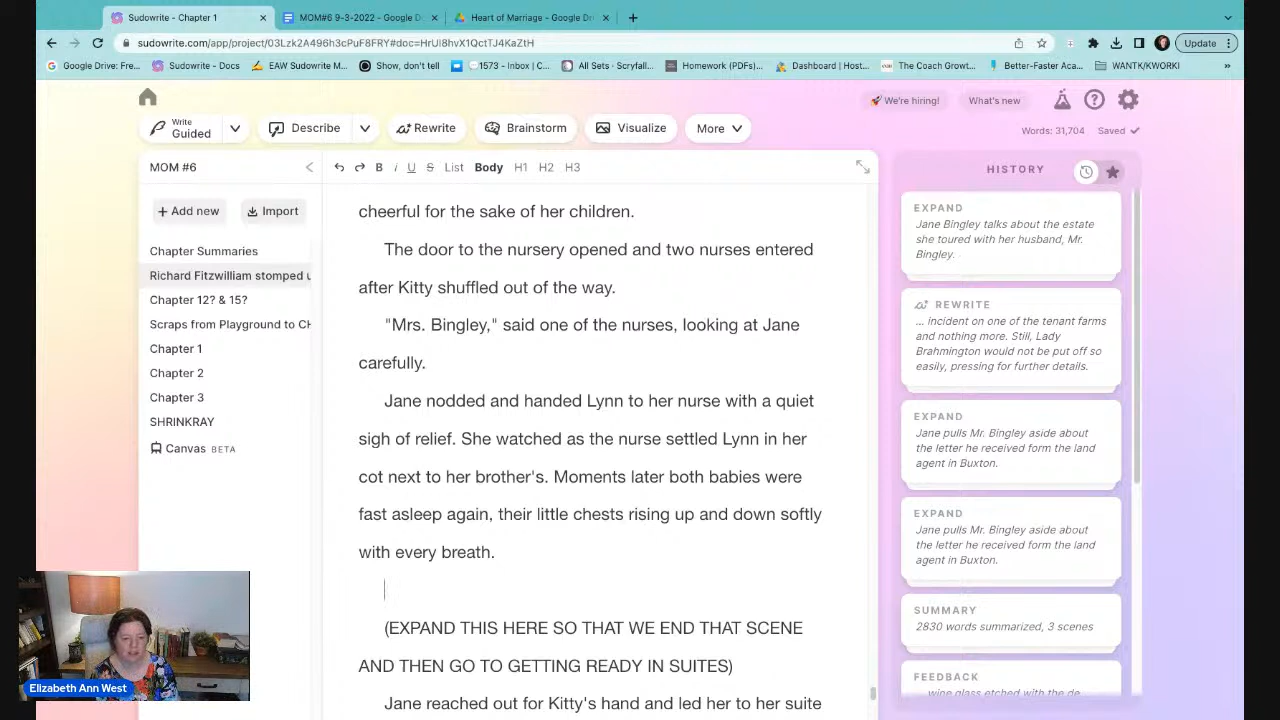 Sudowrite - Chapter 1
MOM#6 9-3-2022 - Google D
Heart of Marriage - Google Dri
sudowrite.com/app/project/03Lzk2A496h3cPuF8FRY#doc=HrUl8hvX1QctTJ4KaZtH
Update
Google Drive: Fre...
Sudowrite - Docs
EAW Sudowrite M...
Show, don't tell
1573 - Inbox | C...
All Sets · Scryfall...
Homework (PDFs)...
Dashboard | Host...
The Coach Growt...
Better-Faster Aca...
WANTK/KWORKI
We're hiring!
What's new
Write
Guided
Describe
Rewrite
Brainstorm
Visualize
More
Words: 31,704
Saved
MOM #6
B i U S List Body H1 H2 H3
HISTORY
+ Add new
Import
Chapter Summaries
Richard Fitzwilliam stomped u
Chapter 12? & 15?
Scraps from Playground to CH
Chapter 1
Chapter 2
Chapter 3
SHRINKRAY
Canvas BETA
cheerful for the sake of her children.
The door to the nursery opened and two nurses entered
after Kitty shuffled out of the way.
"Mrs. Bingley," said one of the nurses, looking at Jane
carefully.
Jane nodded and handed Lynn to her nurse with a quiet
sigh of relief. She watched as the nurse settled Lynn in her
cot next to her brother's. Moments later both babies were
fast asleep again, their little chests rising up and down softly
with every breath.
(EXPAND THIS HERE SO THAT WE END THAT SCENE
AND THEN GO TO GETTING READY IN SUITES)
Jane reached out for Kitty's hand and led her to her suite
EXPAND
Jane Bingley talks about the estate
she toured with her husband, Mr.
Bingley.
REWRITE
... incident on one of the tenant farms
and nothing more. Still, Lady
Brahmington would not be put off so
easily, pressing for further details.
EXPAND
Jane pulls Mr. Bingley aside about
the letter he received form the land
agent in Buxton.
EXPAND
Jane pulls Mr. Bingley aside about
the letter he received form the land
agent in Buxton.
SUMMARY
2830 words summarized, 3 scenes
FEEDBACK
... wine glass etched with the de
Elizabeth Ann West